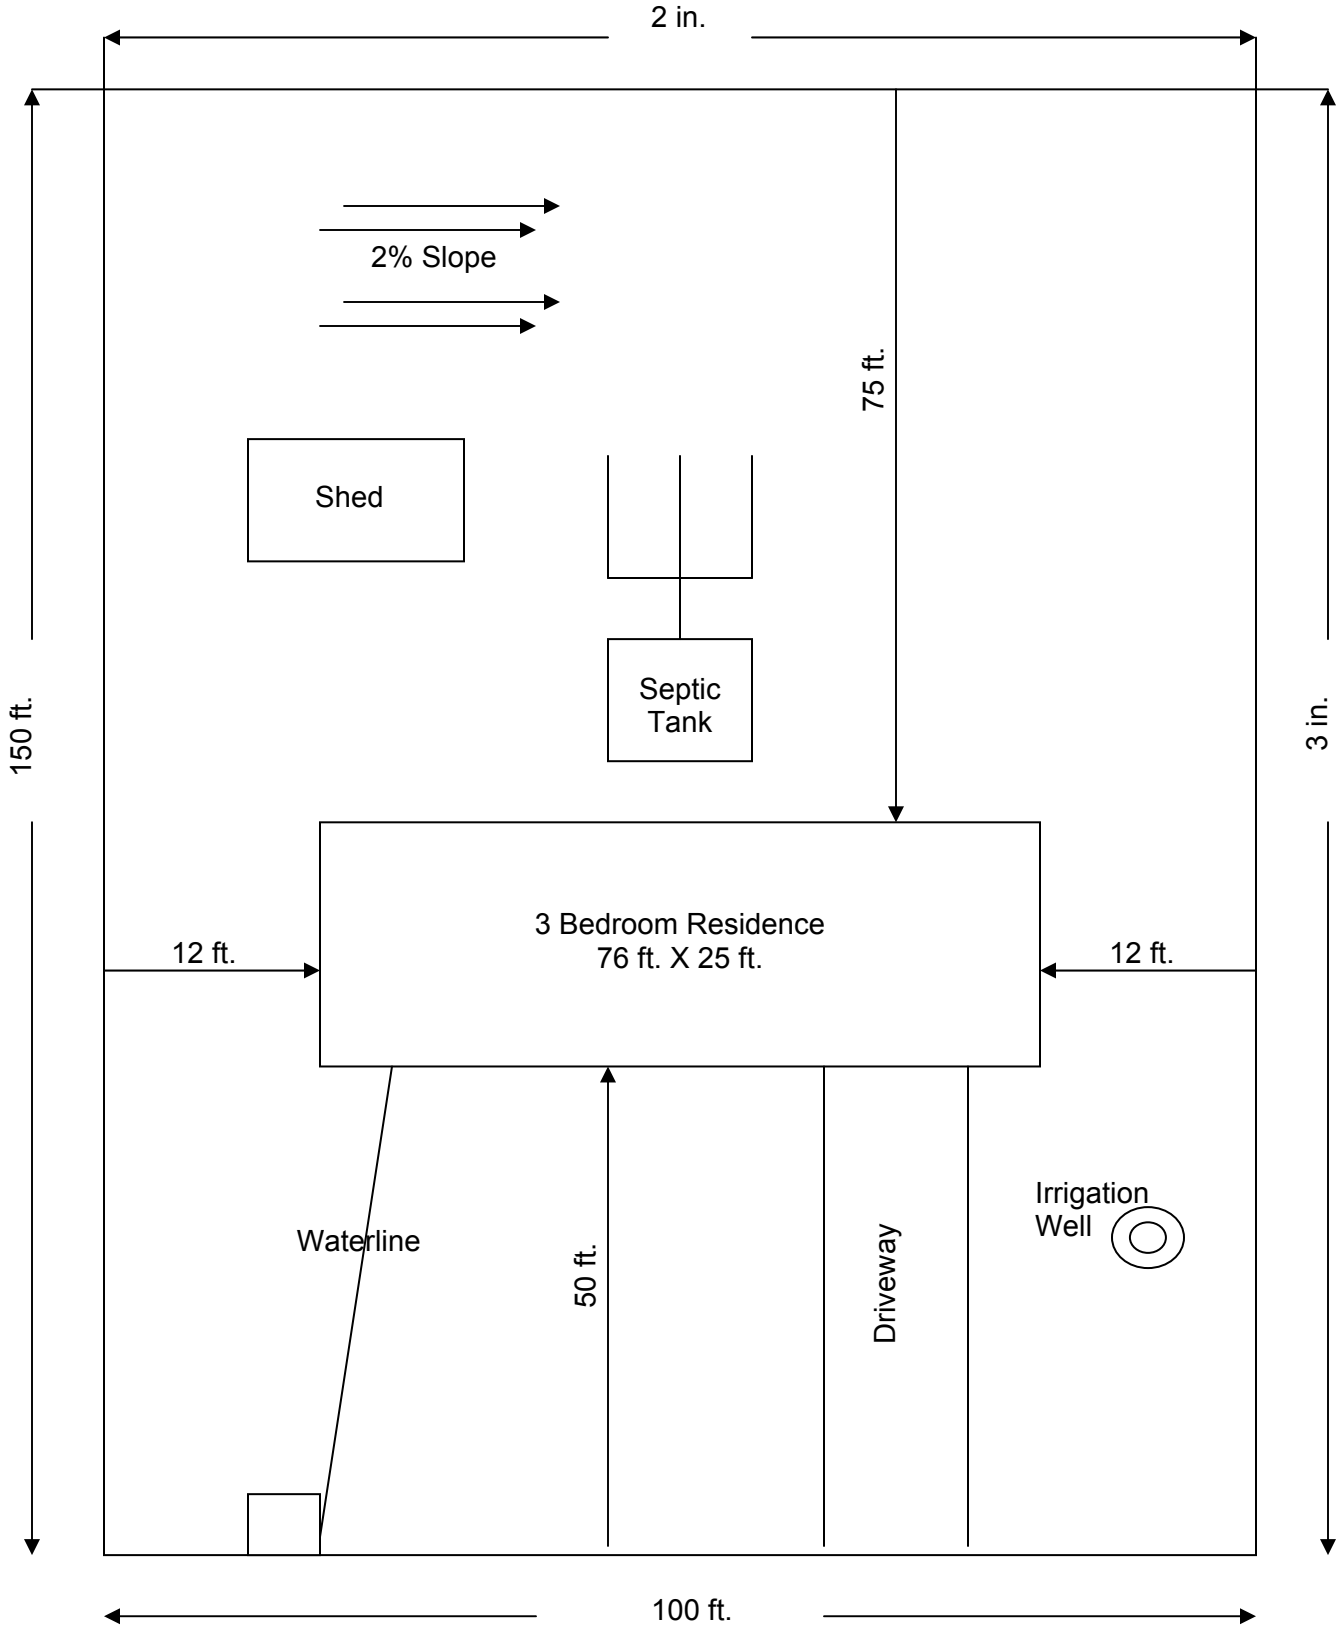 2 in.
2% Slope
75 ft.
Shed
Septic
Tank
150 ft.
3 in.
3 Bedroom Residence
76 ft. X 25 ft.
12 ft.
12 ft.
Irrigation
Well
Waterline
50 ft.
Driveway
100 ft.